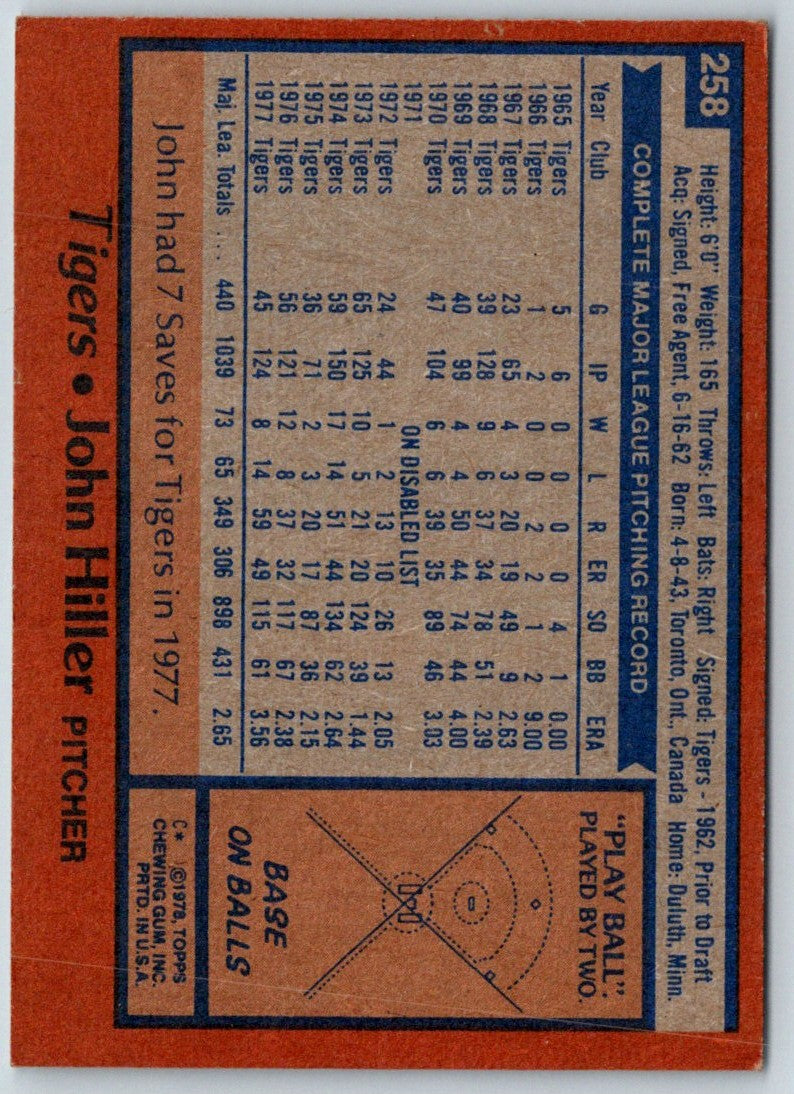 258
Height: 6'0" Weight: 165 Throws: Left Bats: Right Signed: Tigers - 1962, Prior to Draft
Acq: Signed, Free Agent, 6-16-62 Born: 4-8-43, Toronto, Ont., Canada Home: Duluth, Minn.
COMPLETE MAJOR LEAGUE PITCHING RECORD
Year Club G IP W L R ER SO BB ERA
1965 Tigers 5 6 0 0 0 0 4 1 0.00
1966 Tigers 1 2 0 0 2 2 1 2 9.00
1967 Tigers 23 65 4 3 20 19 49 9 2.63
1968 Tigers 39 128 9 6 37 34 78 51 2.39
1969 Tigers 40 99 4 4 50 44 74 44 4.00
1970 Tigers 47 104 6 6 39 35 89 46 3.03
1971 ON DISABLED LIST
1972 Tigers 24 44 1 2 13 10 26 13 2.05
1973 Tigers 65 125 10 5 21 20 124 39 1.44
1974 Tigers 59 150 17 14 51 44 134 62 2.64
1975 Tigers 36 71 2 3 20 17 87 36 2.15
1976 Tigers 56 121 12 8 37 32 117 67 2.38
1977 Tigers 45 124 8 14 59 49 115 61 3.56
Maj. Lea. Totals ... 440 1039 73 65 349 306 898 431 2.65
John had 7 Saves for Tigers in 1977.
"PLAY BALL":
PLAYED BY TWO.
BASE
ON BALLS
C* ©1978, TOPPS
CHEWING GUM, INC.
PRTD. IN U.S.A.
Tigers • John Hiller PITCHER